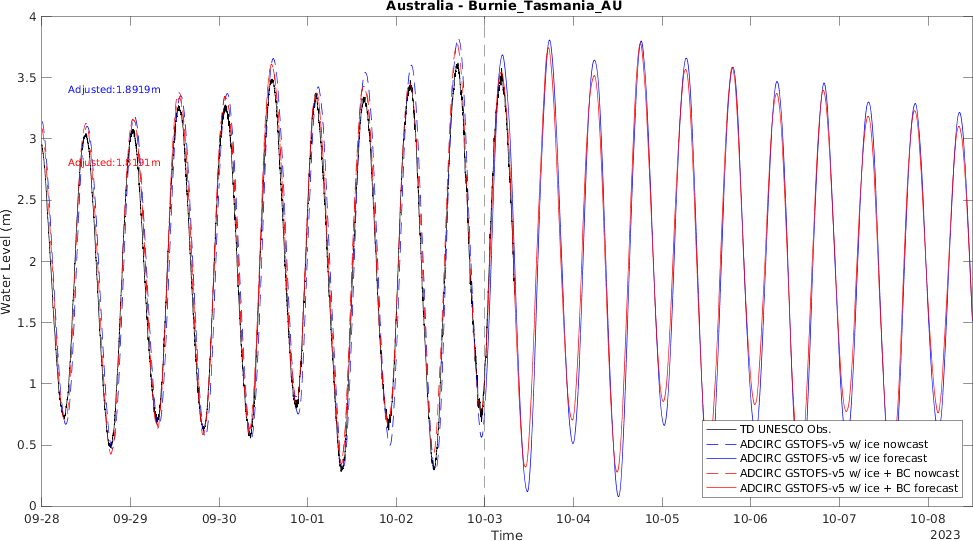 Australia - Burnie_Tasmania_AU
4
3.5
3
2.5
2
1.5
1
0.5
0
Water Level (m)
Adjusted:1.8919m
Adjusted:1.8191m
TD UNESCO Obs.
ADCIRC GSTOFS-v5 w/ ice nowcast
ADCIRC GSTOFS-v5 w/ ice forecast
ADCIRC GSTOFS-v5 w/ ice + BC nowcast
ADCIRC GSTOFS-v5 w/ ice + BC forecast
09-28 09-29 09-30 10-01 10-02 10-03 10-04 10-05 10-06 10-07 10-08
2023
Time